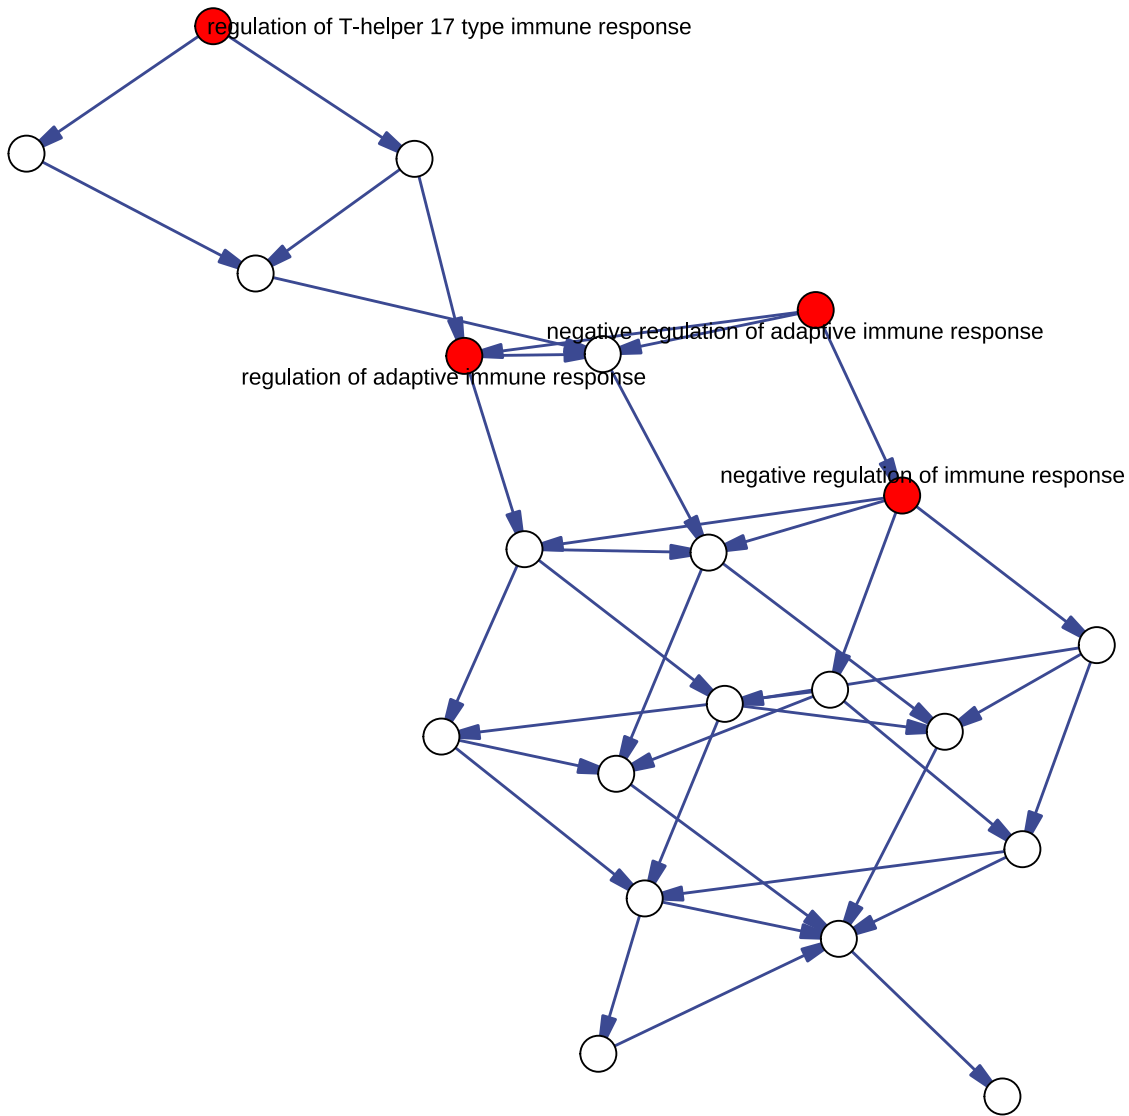 regulation of T-helper 17 type immune response
negative regulation of adaptive immune response
regulation of adaptive immune response
negative regulation of immune response